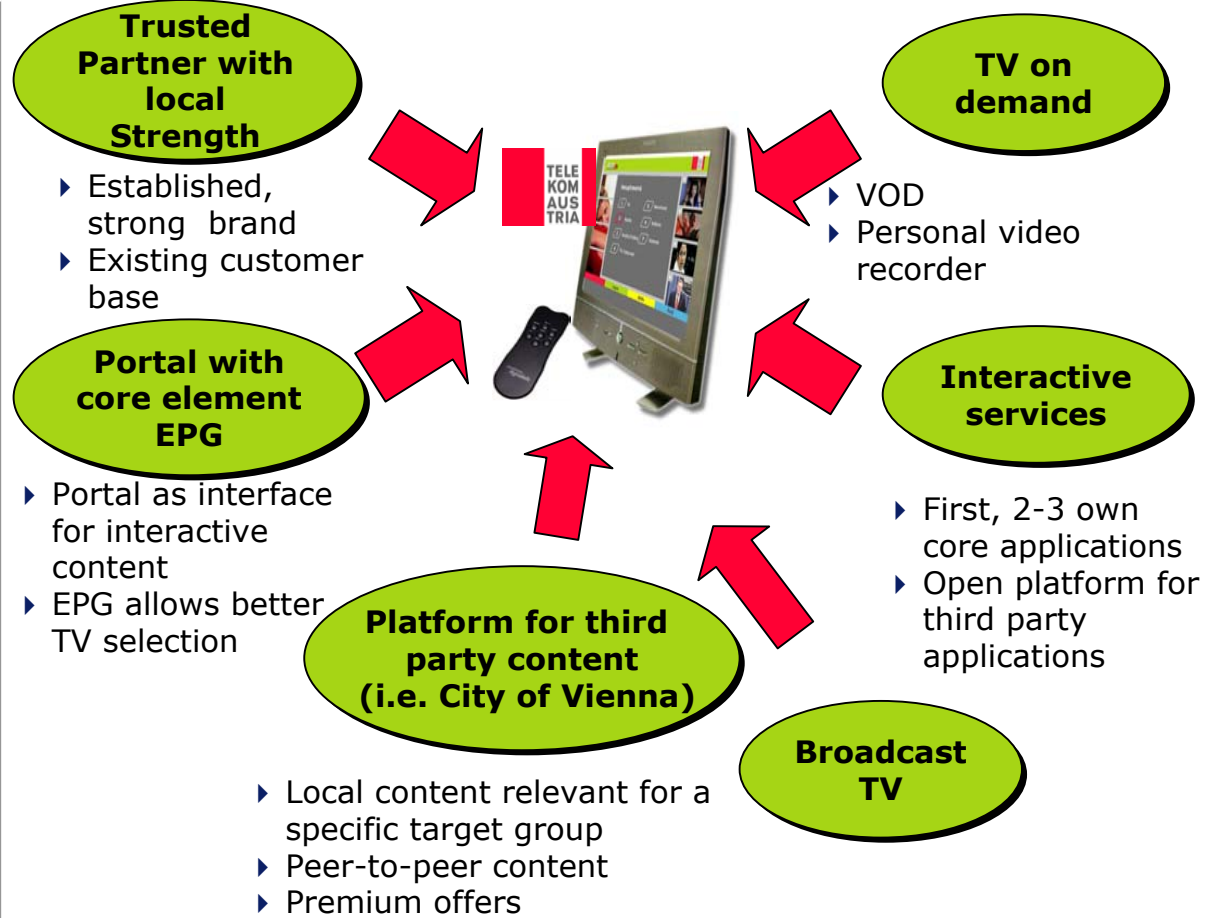 Trusted
Partner with
local
Strength
Established,
strong brand
Existing customer
base
Portal with
core element
EPG
Portal as interface
for interactive
content
EPG allows better
TV selection
TELE
KOM
AUS
TRIA
TV on
demand
VOD
Personal video
recorder
Interactive
services
First, 2-3 own
core applications
Open platform for
third party
applications
Platform for third
party content
(i.e. City of Vienna)
Local content relevant for a
specific target group
Peer-to-peer content
Premium offers
Broadcast
TV